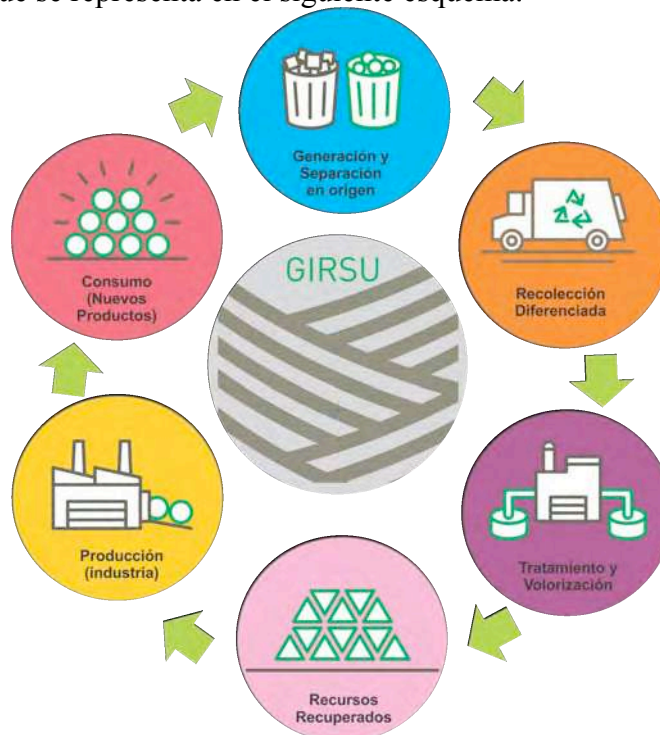 que se representa en el siguiente esquema:
Generación y
Separación
en origen
Recolección
Diferenciada
Tratamiento y
Volorización
Recursos
Recuperados
Producción
(industria)
Consumo
(Nuevos
Productos)
GIRSU